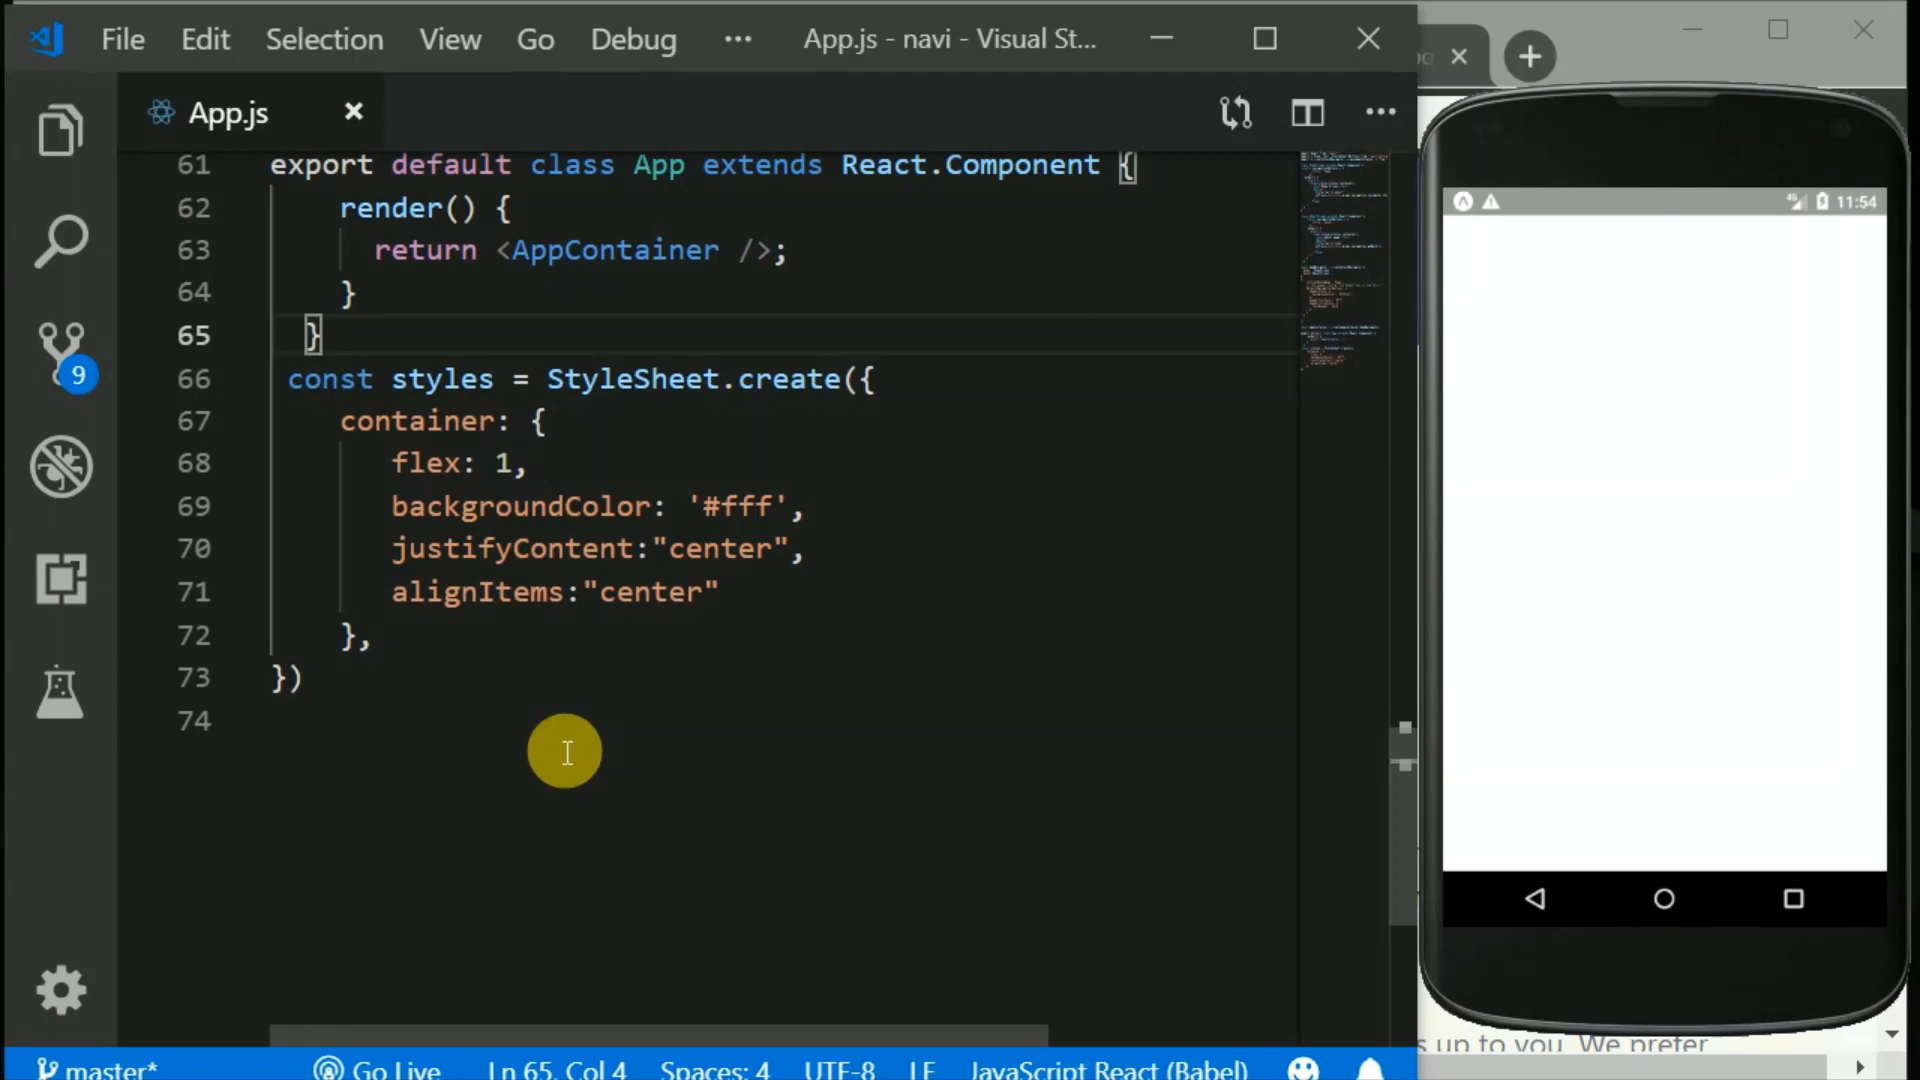 File Edit Selection View Go Debug ··· App.js - navi - Visual St...
App.js
61 export default class App extends React.Component {
62 render() {
63 return <AppContainer />;
64 }
65 }
66 const styles = StyleSheet.create({
67 container: {
68 flex: 1,
69 backgroundColor: '#fff',
70 justifyContent:"center",
71 alignItems:"center"
72 },
73 })
74
9
11:54
s up to you. We prefer
master* Go Live Ln 65, Col 4 Spaces: 4 UTF-8 LF JavaScript React (Babel)